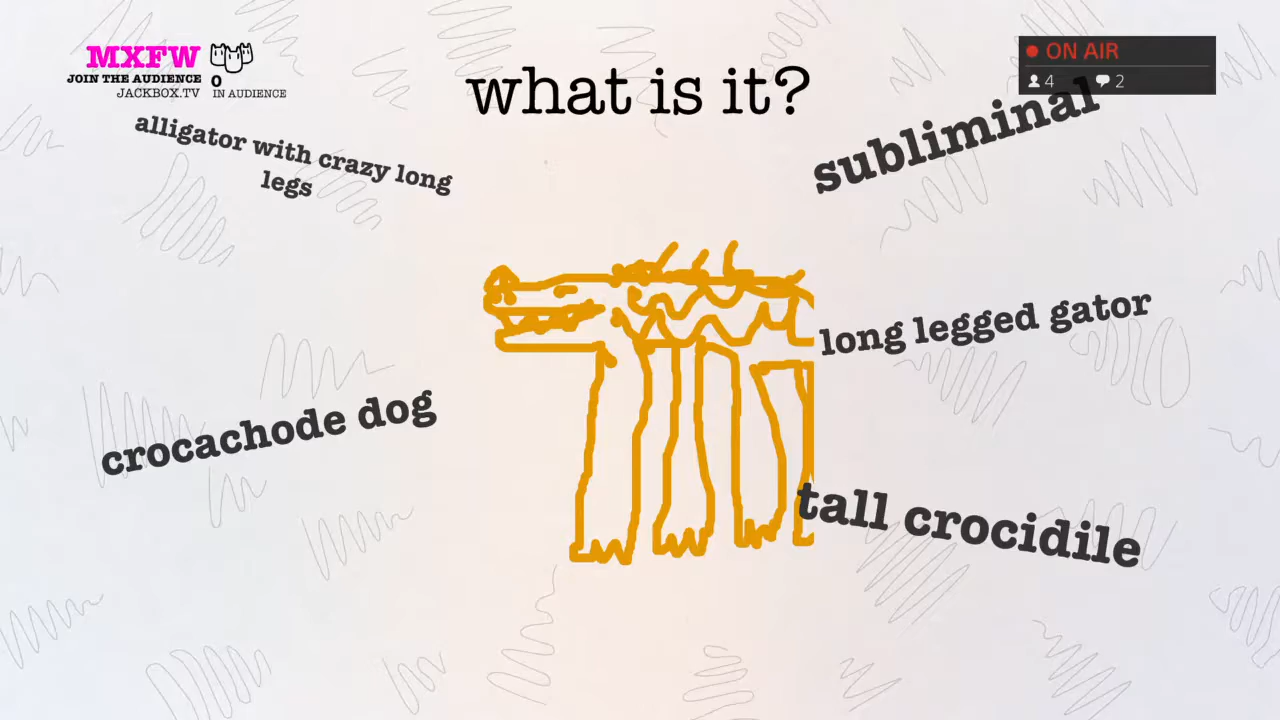 MXFW
JOIN THE AUDIENCE
JACKBOX.TV
0
IN AUDIENCE
what is it?
ON AIR
4 2
alligator with crazy long
legs
subliminal
long legged gator
crocachode dog
tall crocidile